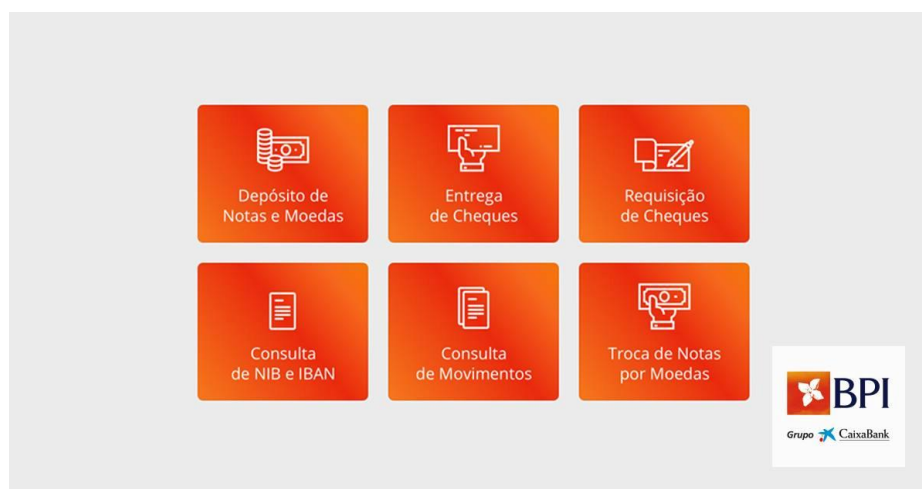 Depósito de
Notas e Moedas
Entrega
de Cheques
Requisição
de Cheques
Consulta
de NIB e IBAN
Consulta
de Movimentos
Troca de Notas
por Moedas
BPI
Grupo CaixaBank